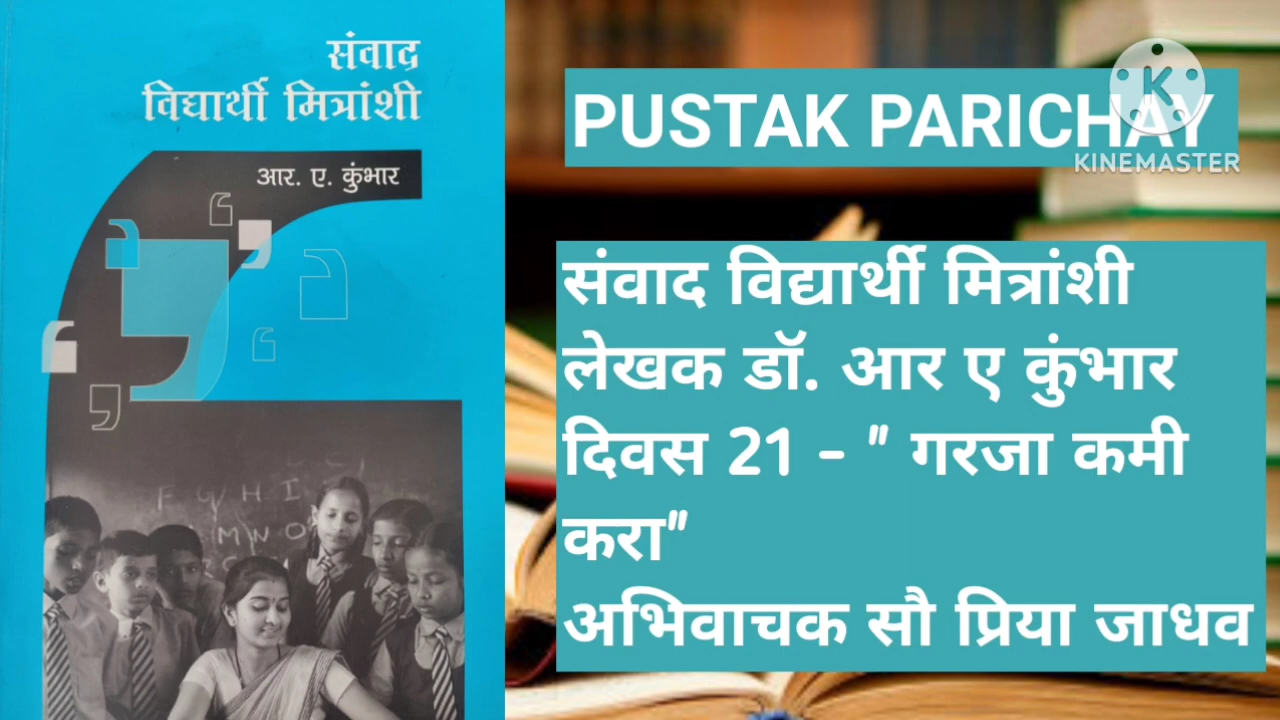 संवाद
विद्यार्थी मित्रांशी
आर. ए. कुंभार
F G H I
M N O
PUSTAK PARICHAY
K
KINEMASTER
संवाद विद्यार्थी मित्रांशी
लेखक डॉ. आर ए कुंभार
दिवस 21 - " गरजा कमी
करा"
अभिवाचक सौ प्रिया जाधव